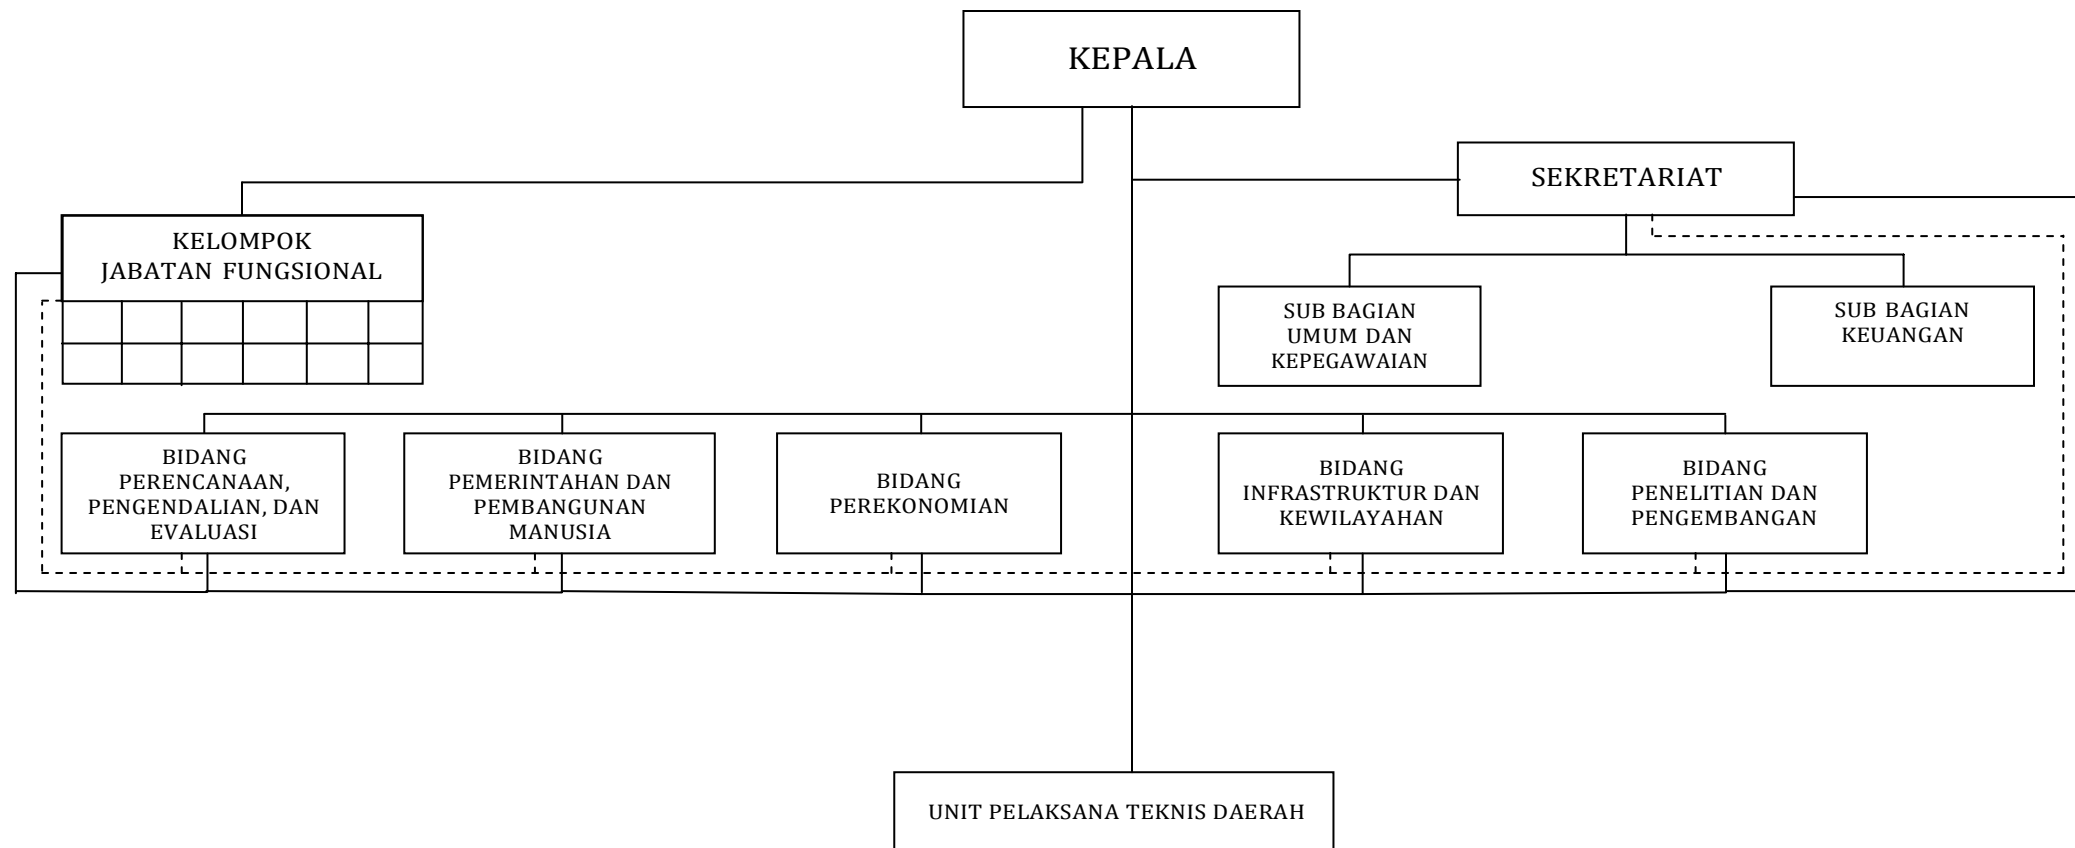 KEPALA
SEKRETARIAT
KELOMPOK
JABATAN FUNGSIONAL
SUB BAGIAN
UMUM DAN
KEPEGAWAIAN
SUB BAGIAN
KEUANGAN
BIDANG
PERENCANAAN,
PENGENDALIAN, DAN
EVALUASI
BIDANG
PEMERINTAHAN DAN
PEMBANGUNAN
MANUSIA
BIDANG
PEREKONOMIAN
BIDANG
INFRASTRUKTUR DAN
KEWILAYAHAN
BIDANG
PENELITIAN DAN
PENGEMBANGAN
UNIT PELAKSANA TEKNIS DAERAH